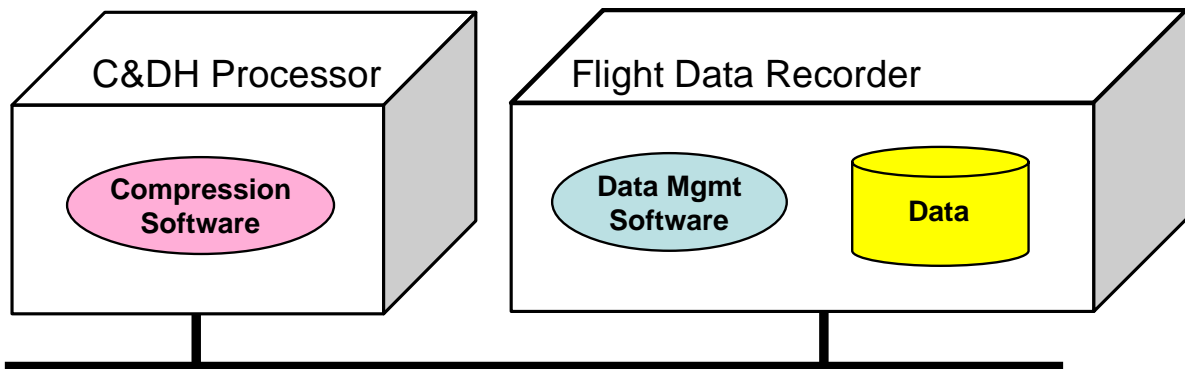 C&DH Processor
Flight Data Recorder
Compression
Software
Data Mgmt
Software
Data